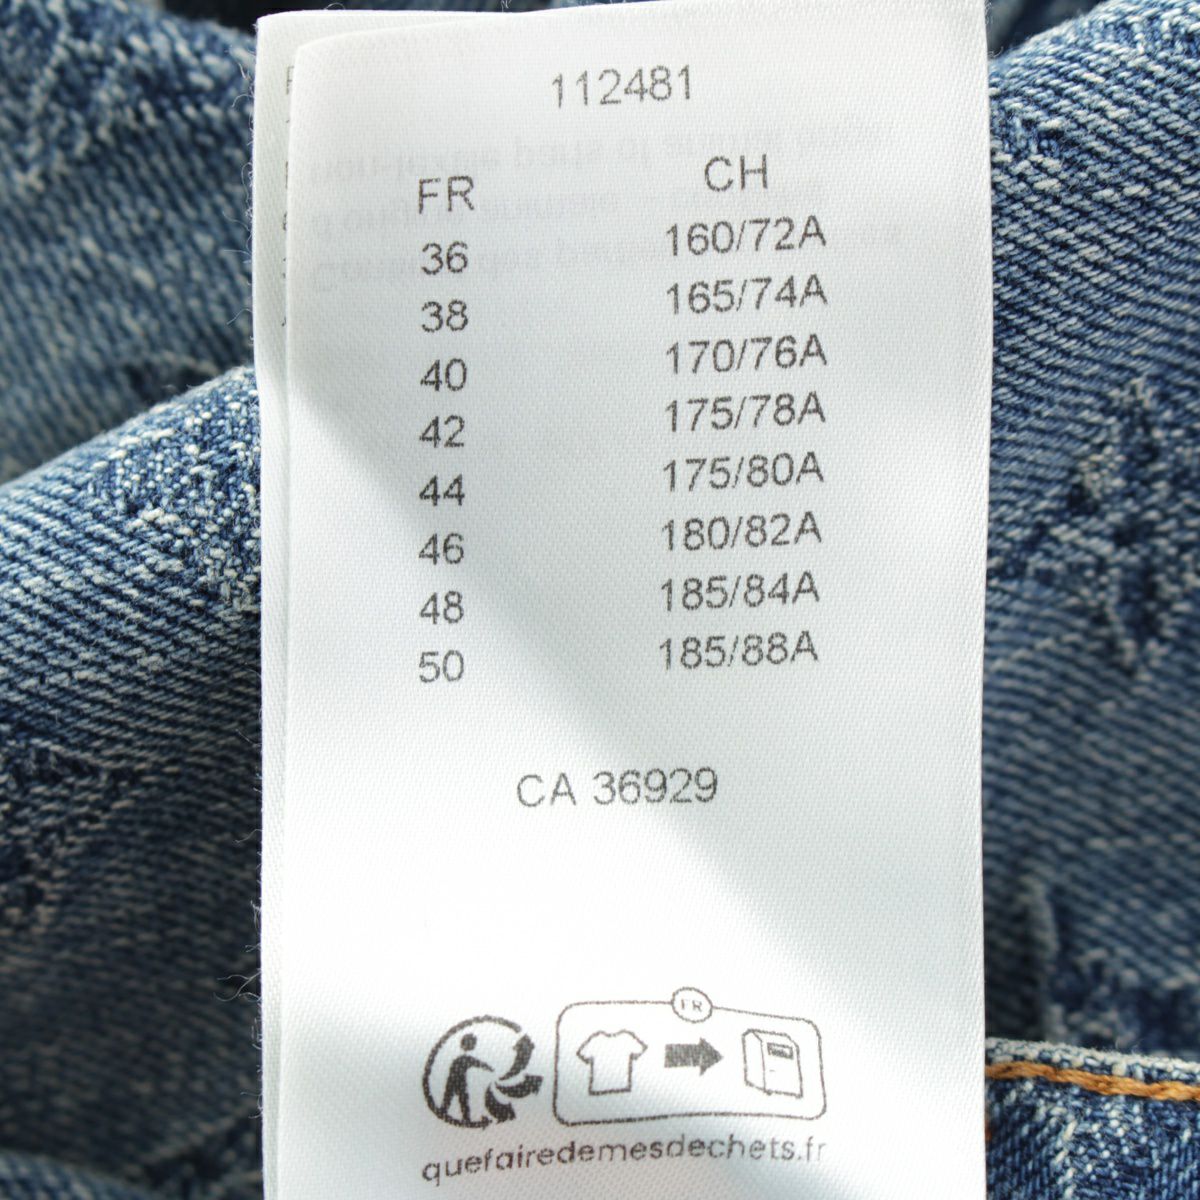 112481
FR CH
36 160/72A
38 165/74A
40 170/76A
42 175/78A
44 175/80A
46 180/82A
48 185/84A
50 185/88A
CA 36929
FR
quefairedemesdechets.fr